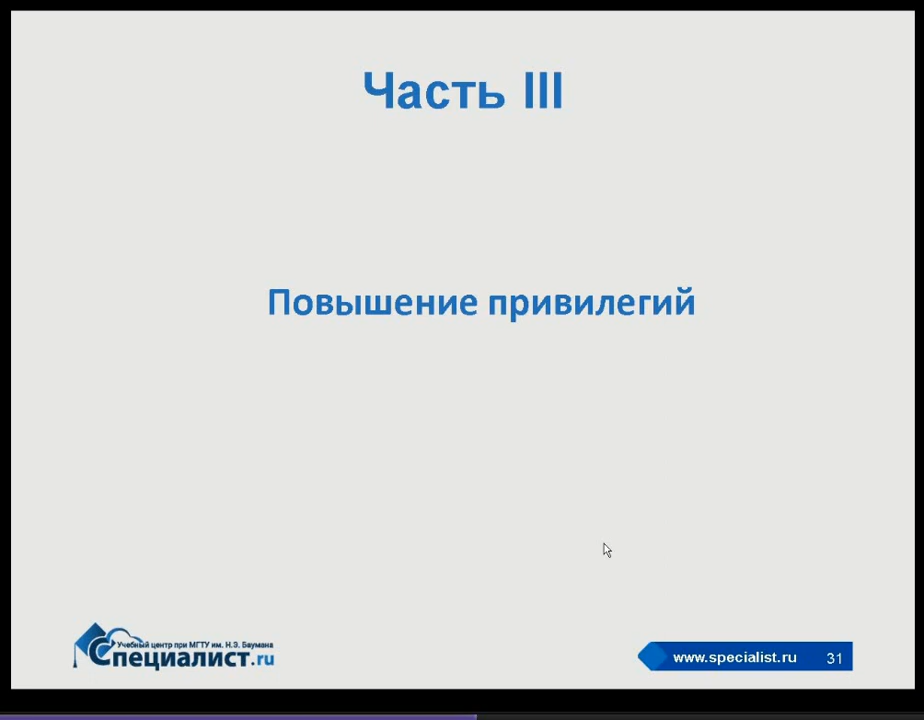 Часть III
Повышение привилегий
Учебный центр при МГТУ им. Н.Э. Баумана
Специалист.ru
www.specialist.ru 31